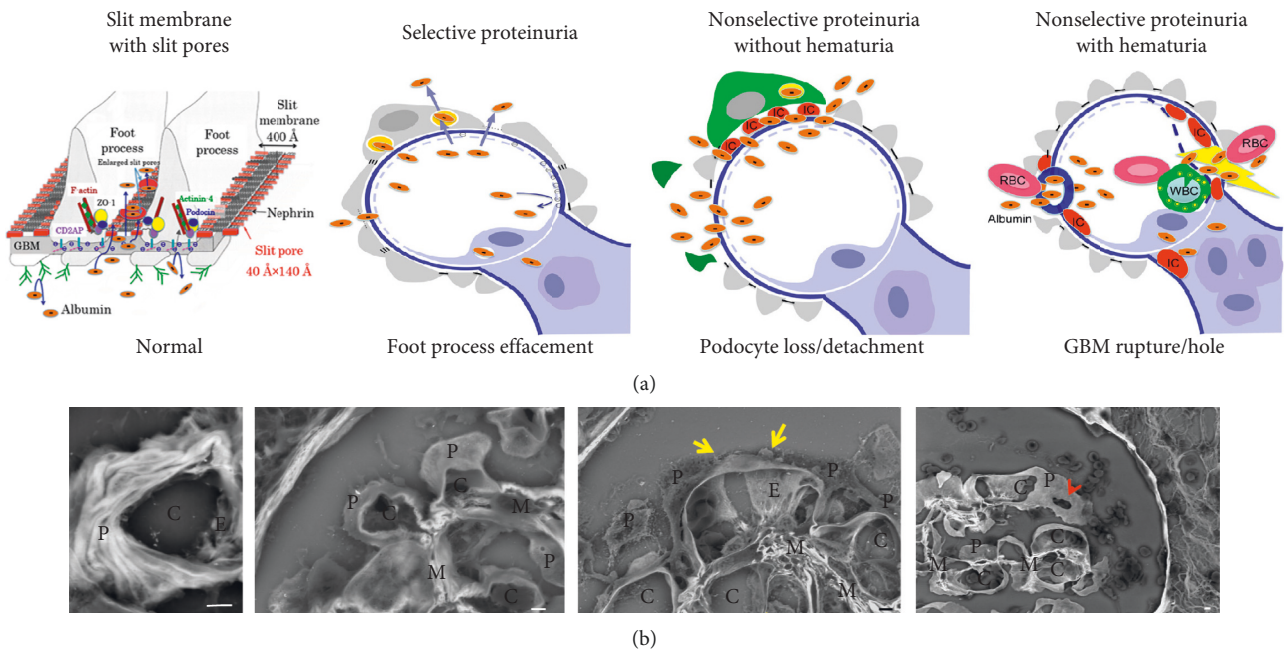 Slit membrane
with slit pores
Selective proteinuria
Nonselective proteinuria
without hematuria
Nonselective proteinuria
with hematuria
Foot
process
Foot
process
Slit
membrane
400 Å
Enlarged slit pores
F actin
ZO-1
Actinin-4
Podocin
CD2AP
Nephrin
GBM
Slit pore
40 Å×140 Å
Albumin
IC
IC
IC
IC
IC
IC
RBC
RBC
WBC
Albumin
IC
IC
Normal
Foot process effacement
Podocyte loss/detachment
GBM rupture/hole
(a)
P
C
E
P
P
C
C
M
M
P
C
P
P
P
E
P
C
M
M
C
C
P
C
P
C
M
M
C
C
(b)